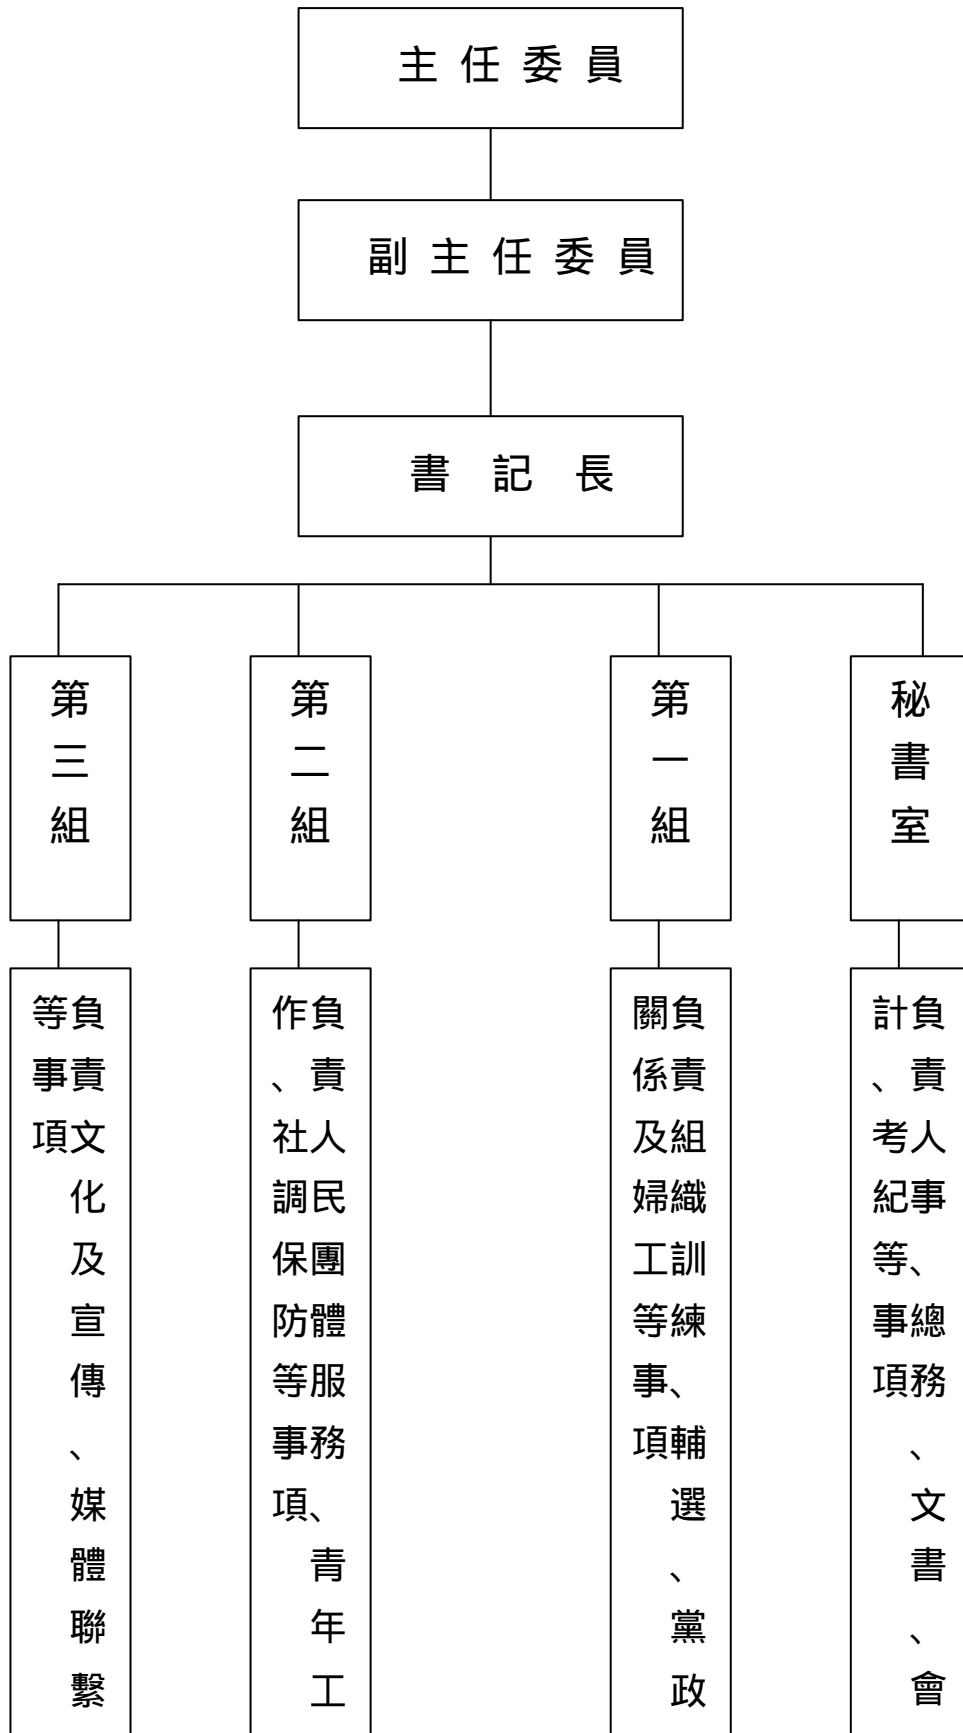 主任委員
副主任委員
書記長
秘書室
第一組
第二組
第三組
負責人事、總務、文書、會
計、考紀等事項
負責組織訓練、輔選、黨政
關係及婦工等事項
負責人民團體服務、青年工
作、社調保防等事項
負責文化及宣傳、媒體聯繫
等事項